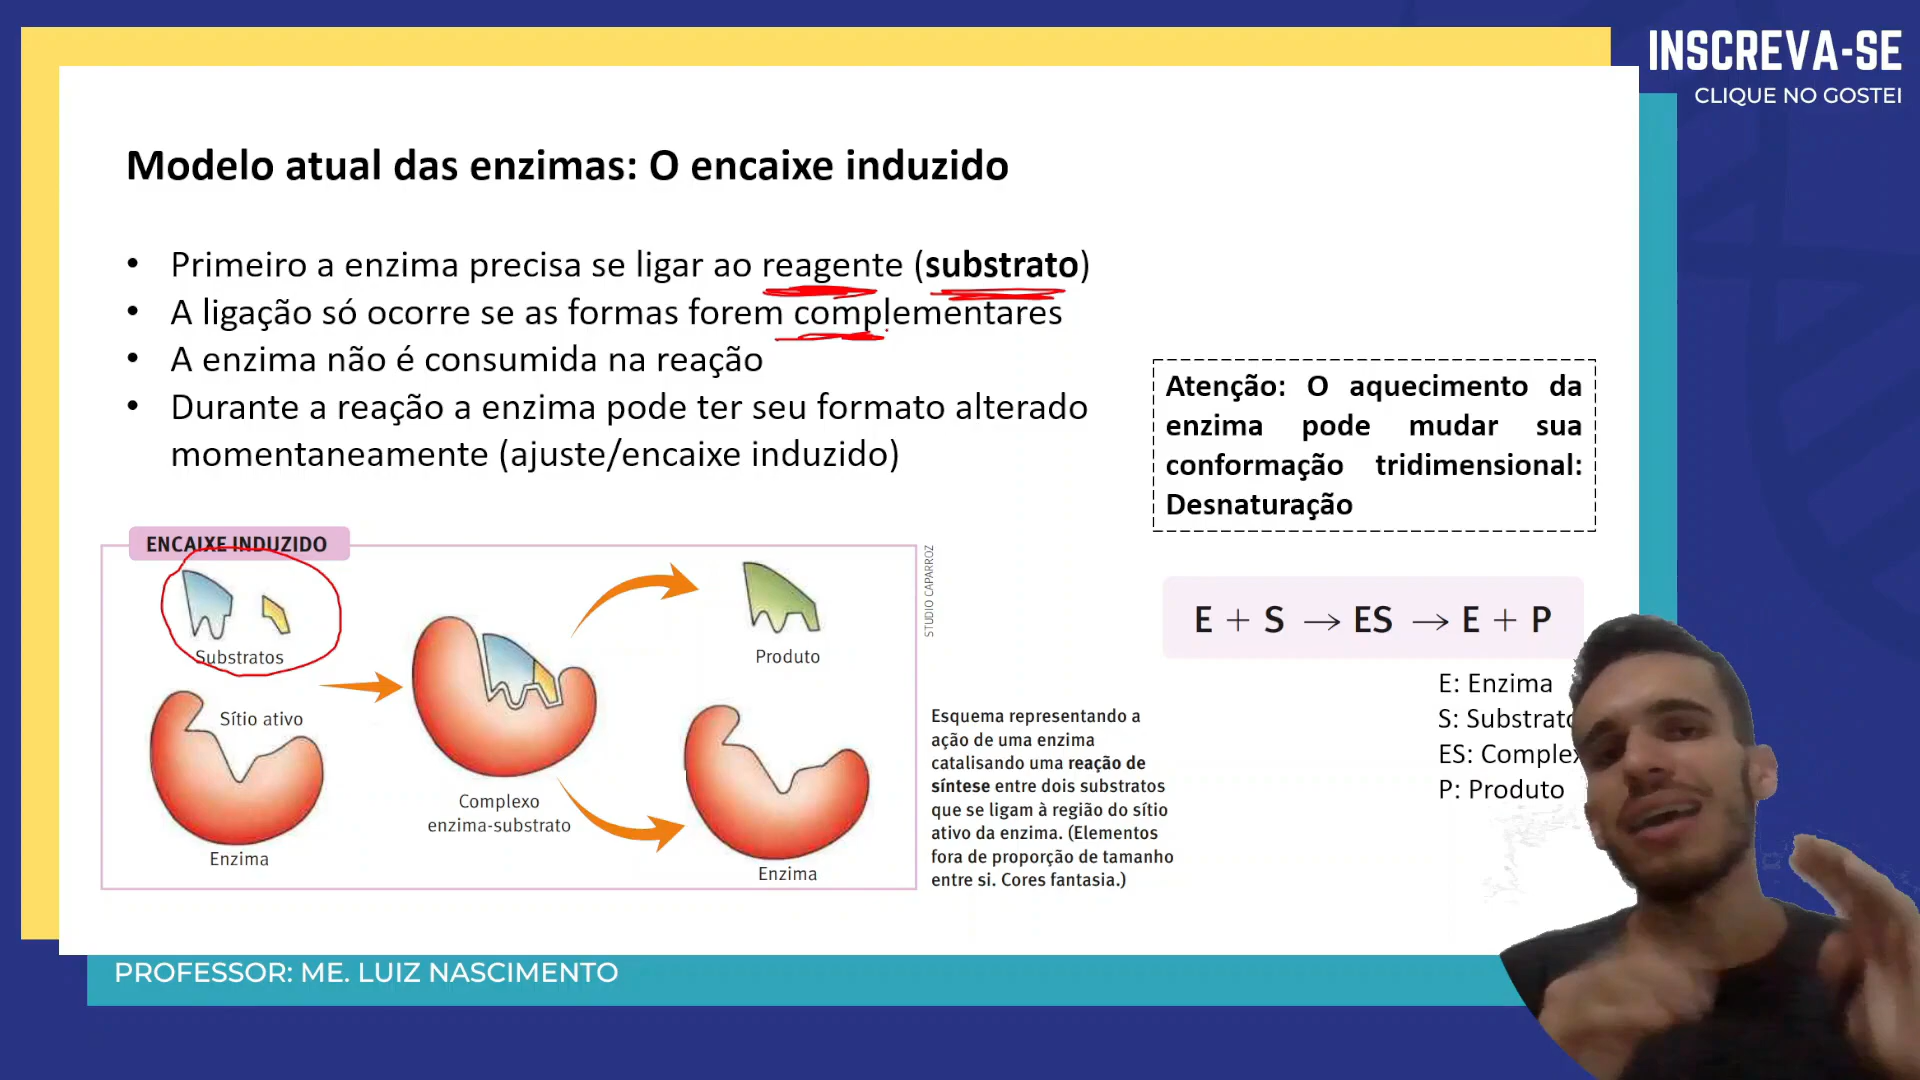 INSCREVA-SE
CLIQUE NO GOSTEI
Modelo atual das enzimas: O encaixe induzido
• Primeiro a enzima precisa se ligar ao reagente (substrato)
• A ligação só ocorre se as formas forem complementares
• A enzima não é consumida na reação
• Durante a reação a enzima pode ter seu formato alterado
momentaneamente (ajuste/encaixe induzido)
Atenção: O aquecimento da
enzima pode mudar sua
conformação tridimensional:
Desnaturação
ENCAIXE INDUZIDO
Substratos
Sítio ativo
Enzima
Complexo
enzima-substrato
Produto
Enzima
STUDIO CAPARROZ
Esquema representando a
ação de uma enzima
catalisando uma reação de
síntese entre dois substratos
que se ligam à região do sítio
ativo da enzima. (Elementos
fora de proporção de tamanho
entre si. Cores fantasia.)
E + S → ES → E + P
E: Enzima
S: Substrato
ES: Complex
P: Produto
PROFESSOR: ME. LUIZ NASCIMENTO